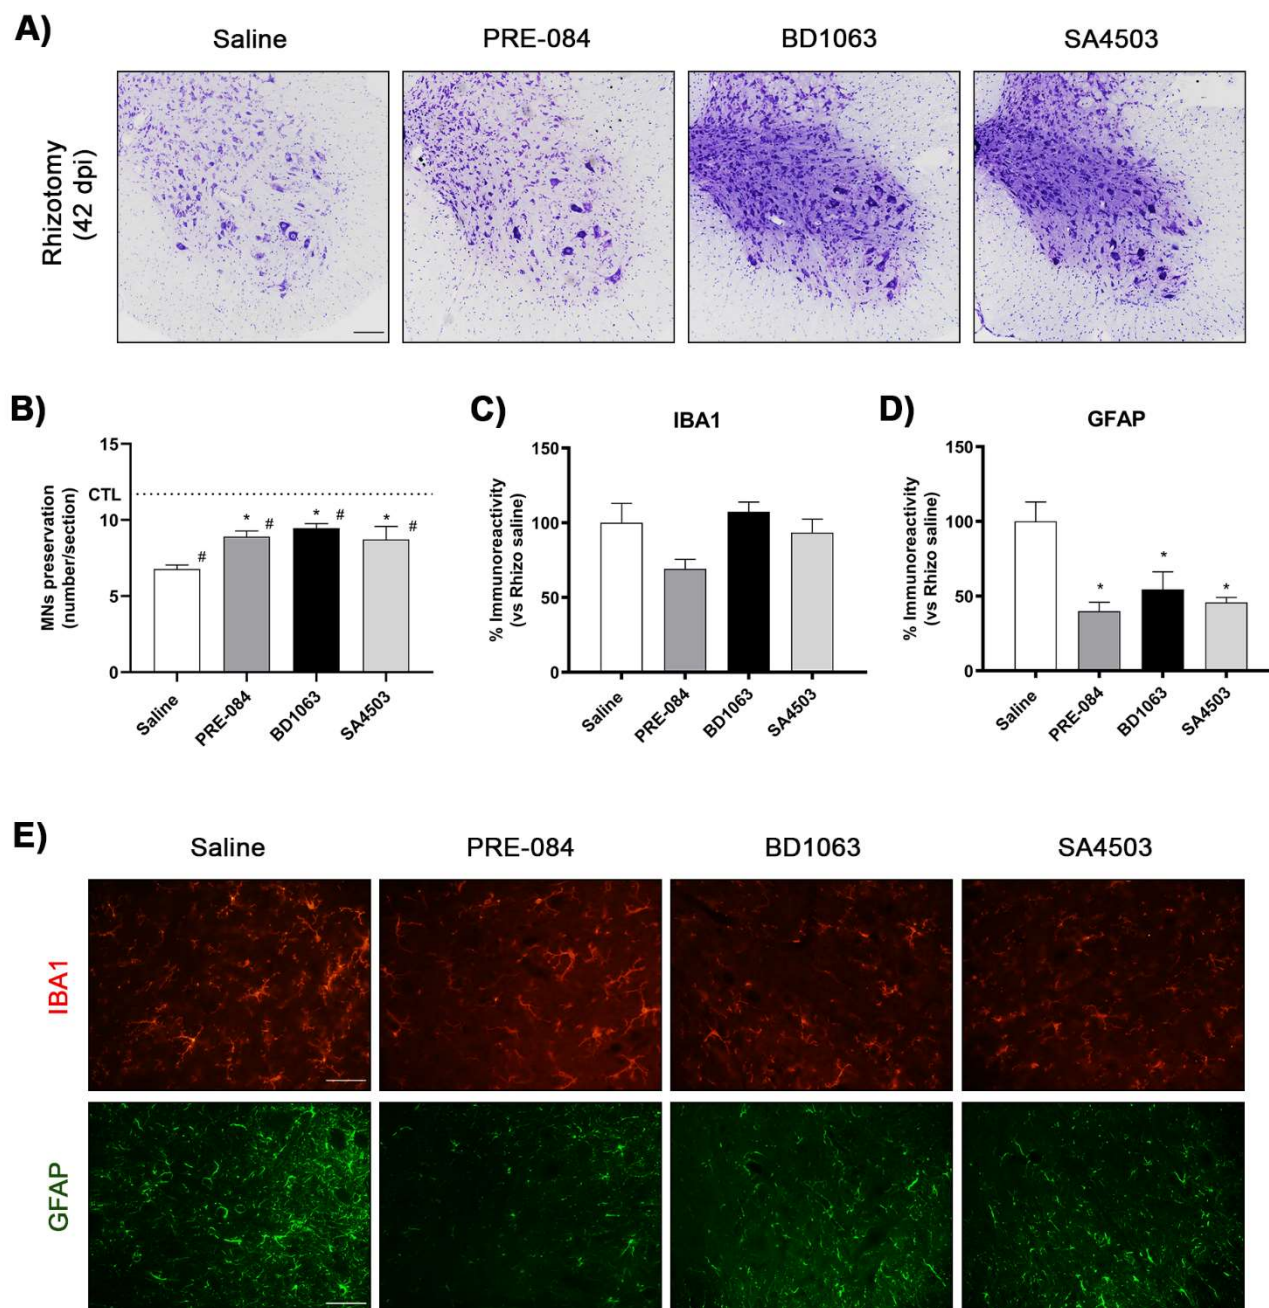 A)
Saline PRE-084 BD1063 SA4503
Rhizotomy
(42 dpi)
B)
MNs preservation
(number/section)
15
CTL
10
5
0
* * *
# # # #
Saline PRE-084 BD1063 SA4503
C)
IBA1
% Immunoreactivity
(vs Rhizo saline)
150
100
50
0
Saline PRE-084 BD1063 SA4503
D)
GFAP
% Immunoreactivity
(vs Rhizo saline)
150
100
50
0
* * *
Saline PRE-084 BD1063 SA4503
E)
Saline PRE-084 BD1063 SA4503
IBA1
GFAP